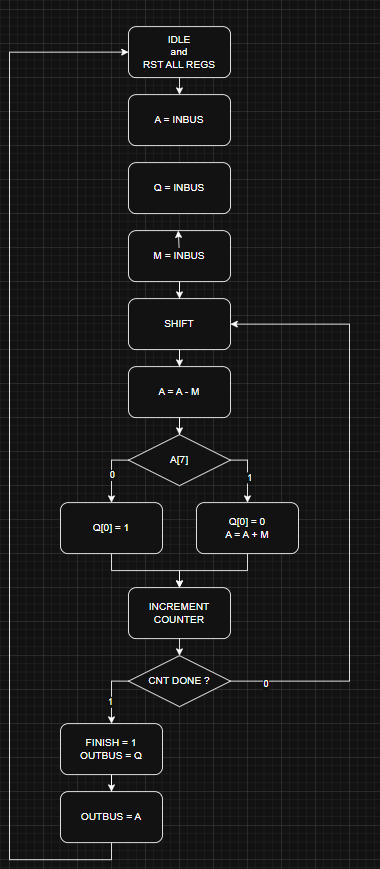 IDLE
and
RST ALL REGS
A = INBUS
Q = INBUS
M = INBUS
SHIFT
A = A - M
A[7]
0
1
Q[0] = 1
Q[0] = 0
A = A + M
INCREMENT
COUNTER
CNT DONE ?
0
1
FINISH = 1
OUTBUS = Q
OUTBUS = A